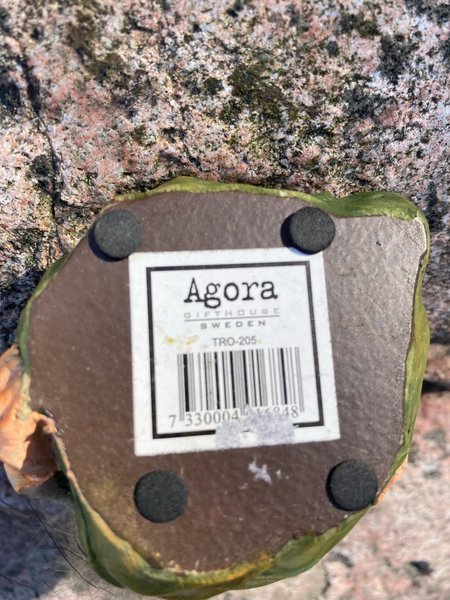 Agora
GIFTHOUSE
SWEDEN
TRO-205
7 330004